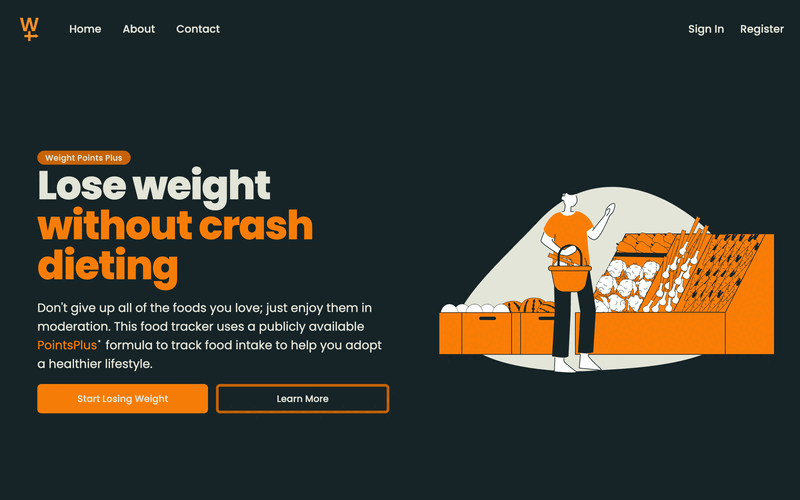 W+
Home About Contact Sign In Register
Weight Points Plus
Lose weight
without crash
dieting
Don't give up all of the foods you love; just enjoy them in
moderation. This food tracker uses a publicly available
PointsPlus* formula to track food intake to help you adopt
a healthier lifestyle.
Start Losing Weight Learn More